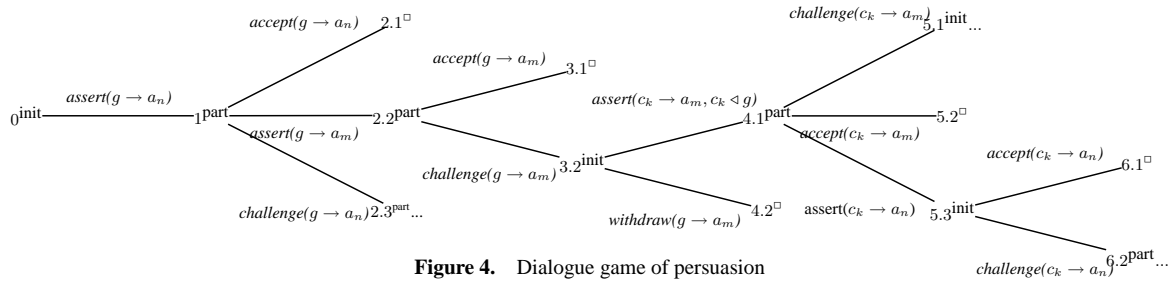 challenge(c_k → a_m)
5.1^init...
accept(g → a_n)
2.1^□
accept(g → a_m)
3.1^□
assert(g → a_n)
assert(c_k → a_m, c_k ◁ g)
0^init
1^part
2.2^part
4.1^part
5.2^□
assert(g → a_m)
accept(c_k → a_m)
accept(c_k → a_n)
6.1^□
3.2^init
challenge(g → a_m)
challenge(g → a_n) 2.3^part...
withdraw(g → a_m)
4.2^□
assert(c_k → a_n)
5.3^init
6.2^part...
challenge(c_k → a_n)
Figure 4. Dialogue game of persuasion